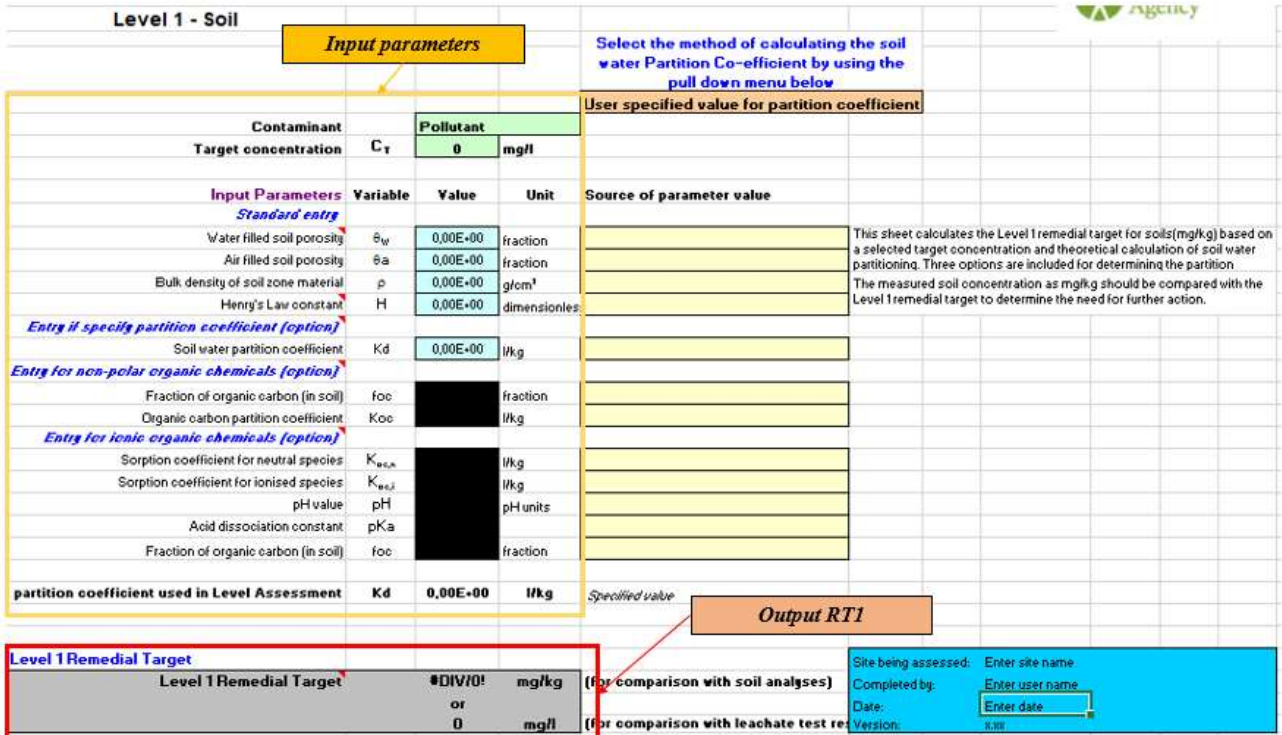 Level 1 - Soil
Agency
Input parameters
Select the method of calculating the soil
water Partition Co-efficient by using the
pull down menu below
User specified value for partition coefficient
Contaminant Pollutant
Target concentration CT 0 mg/l
Input Parameters Variable Value Unit Source of parameter value
Standard entry
Water filled soil porosity θw 0,00E+00 fraction
Air filled soil porosity θa 0,00E+00 fraction
Bulk density of soil zone material ρ 0,00E+00 g/cm³
Henry's Law constant H 0,00E+00 dimensionles
This sheet calculates the Level 1 remedial target for soils(mg/kg) based on
a selected target concentration and theoretical calculation of soil water
partitioning. Three options are included for determining the partition
The measured soil concentration as mg/kg should be compared with the
Level 1 remedial target to determine the need for further action.
Entry if specify partition coefficient (option)
Soil water partition coefficient Kd 0,00E+00 l/kg
Entry for non-polar organic chemicals (option)
Fraction of organic carbon (in soil) foc fraction
Organic carbon partition coefficient Koc l/kg
Entry for ionic organic chemicals (option)
Sorption coefficient for neutral species Koc,n l/kg
Sorption coefficient for ionised species Koc,i l/kg
pH value pH pH units
Acid dissociation constant pKa
Fraction of organic carbon (in soil) foc fraction
partition coefficient used in Level Assessment Kd 0,00E+00 l/kg Specified value
Output RT1
Level 1 Remedial Target
Level 1 Remedial Target #DIV/0! mg/kg (for comparison with soil analyses)
or
0 mg/l (for comparison with leachate test res
Site being assessed: Enter site name
Completed by: Enter user name
Date: Enter date
Version: x.xx